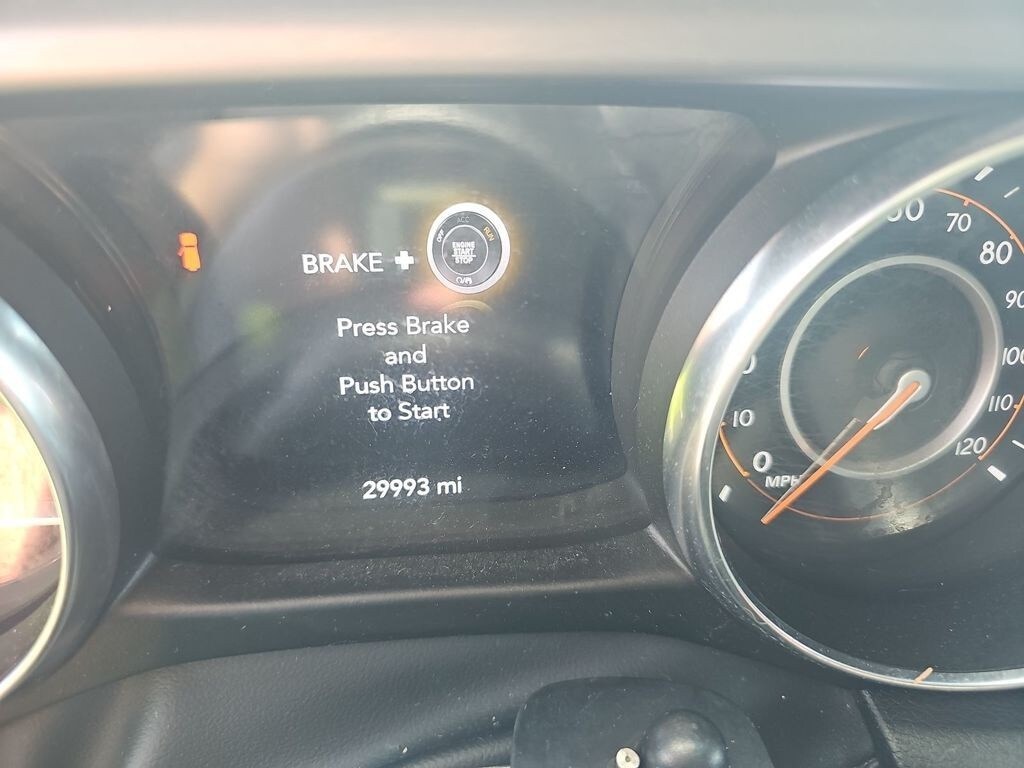 ACC
OFF
RUN
ENGINE
START
STOP
BRAKE +
Press Brake
and
Push Button
to Start
29993 mi
0
10
70
80
100
110
120
MPH